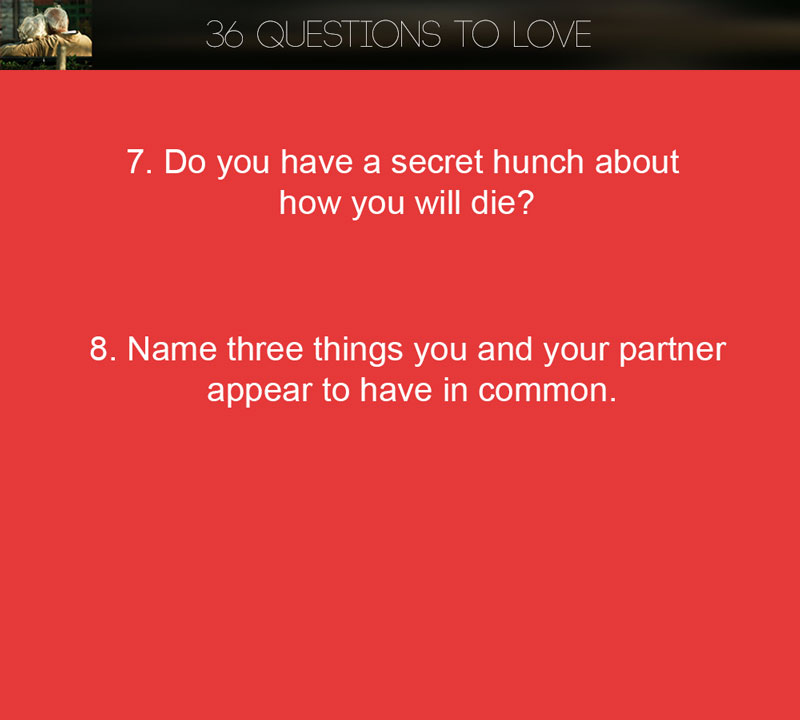 36 QUESTIONS TO LOVE
7. Do you have a secret hunch about
how you will die?
8. Name three things you and your partner
appear to have in common.